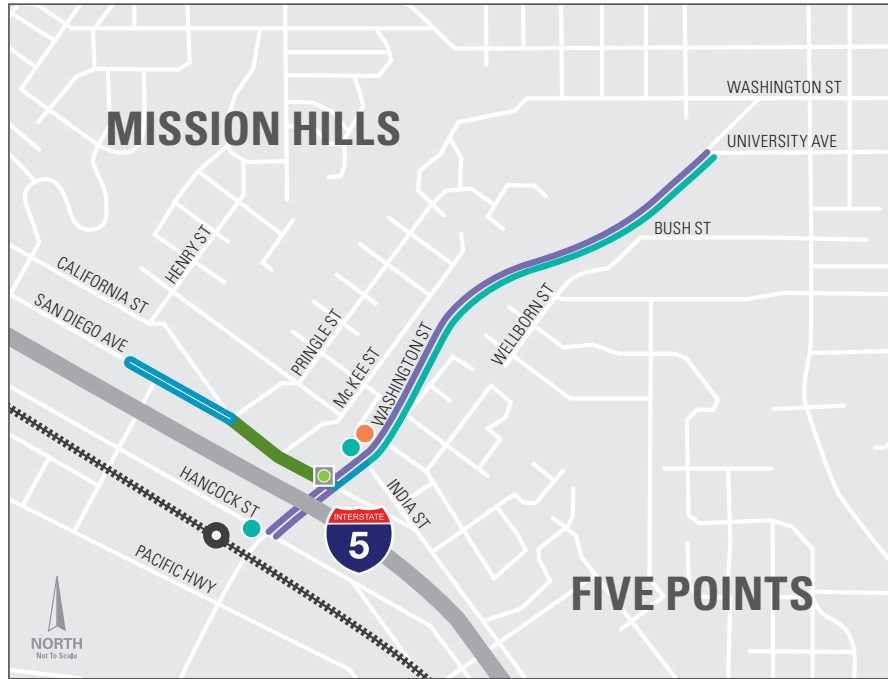 WASHINGTON ST
MISSION HILLS
UNIVERSITY AVE
BUSH ST
HENRY ST
CALIFORNIA ST
SAN DIEGO AVE
WELLBORN ST
PRINGLE ST
McKEE ST
WASHINGTON ST
HANCOCK ST
INDIA ST
INTERSTATE
5
PACIFIC HWY
FIVE POINTS
NORTH
Not To Scale